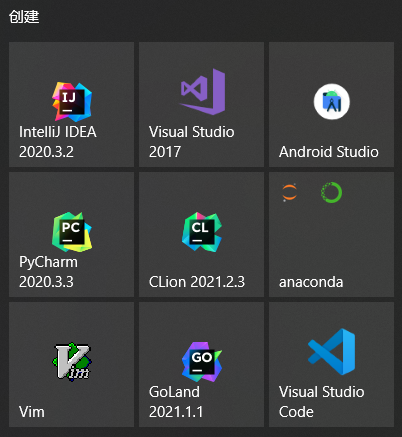 创建
IJ
IntelliJ IDEA
2020.3.2
Visual Studio
2017
Android Studio
PC
PyCharm
2020.3.3
CL
CLion 2021.2.3
anaconda
Vim
Vim
GO
GoLand
2021.1.1
Visual Studio
Code